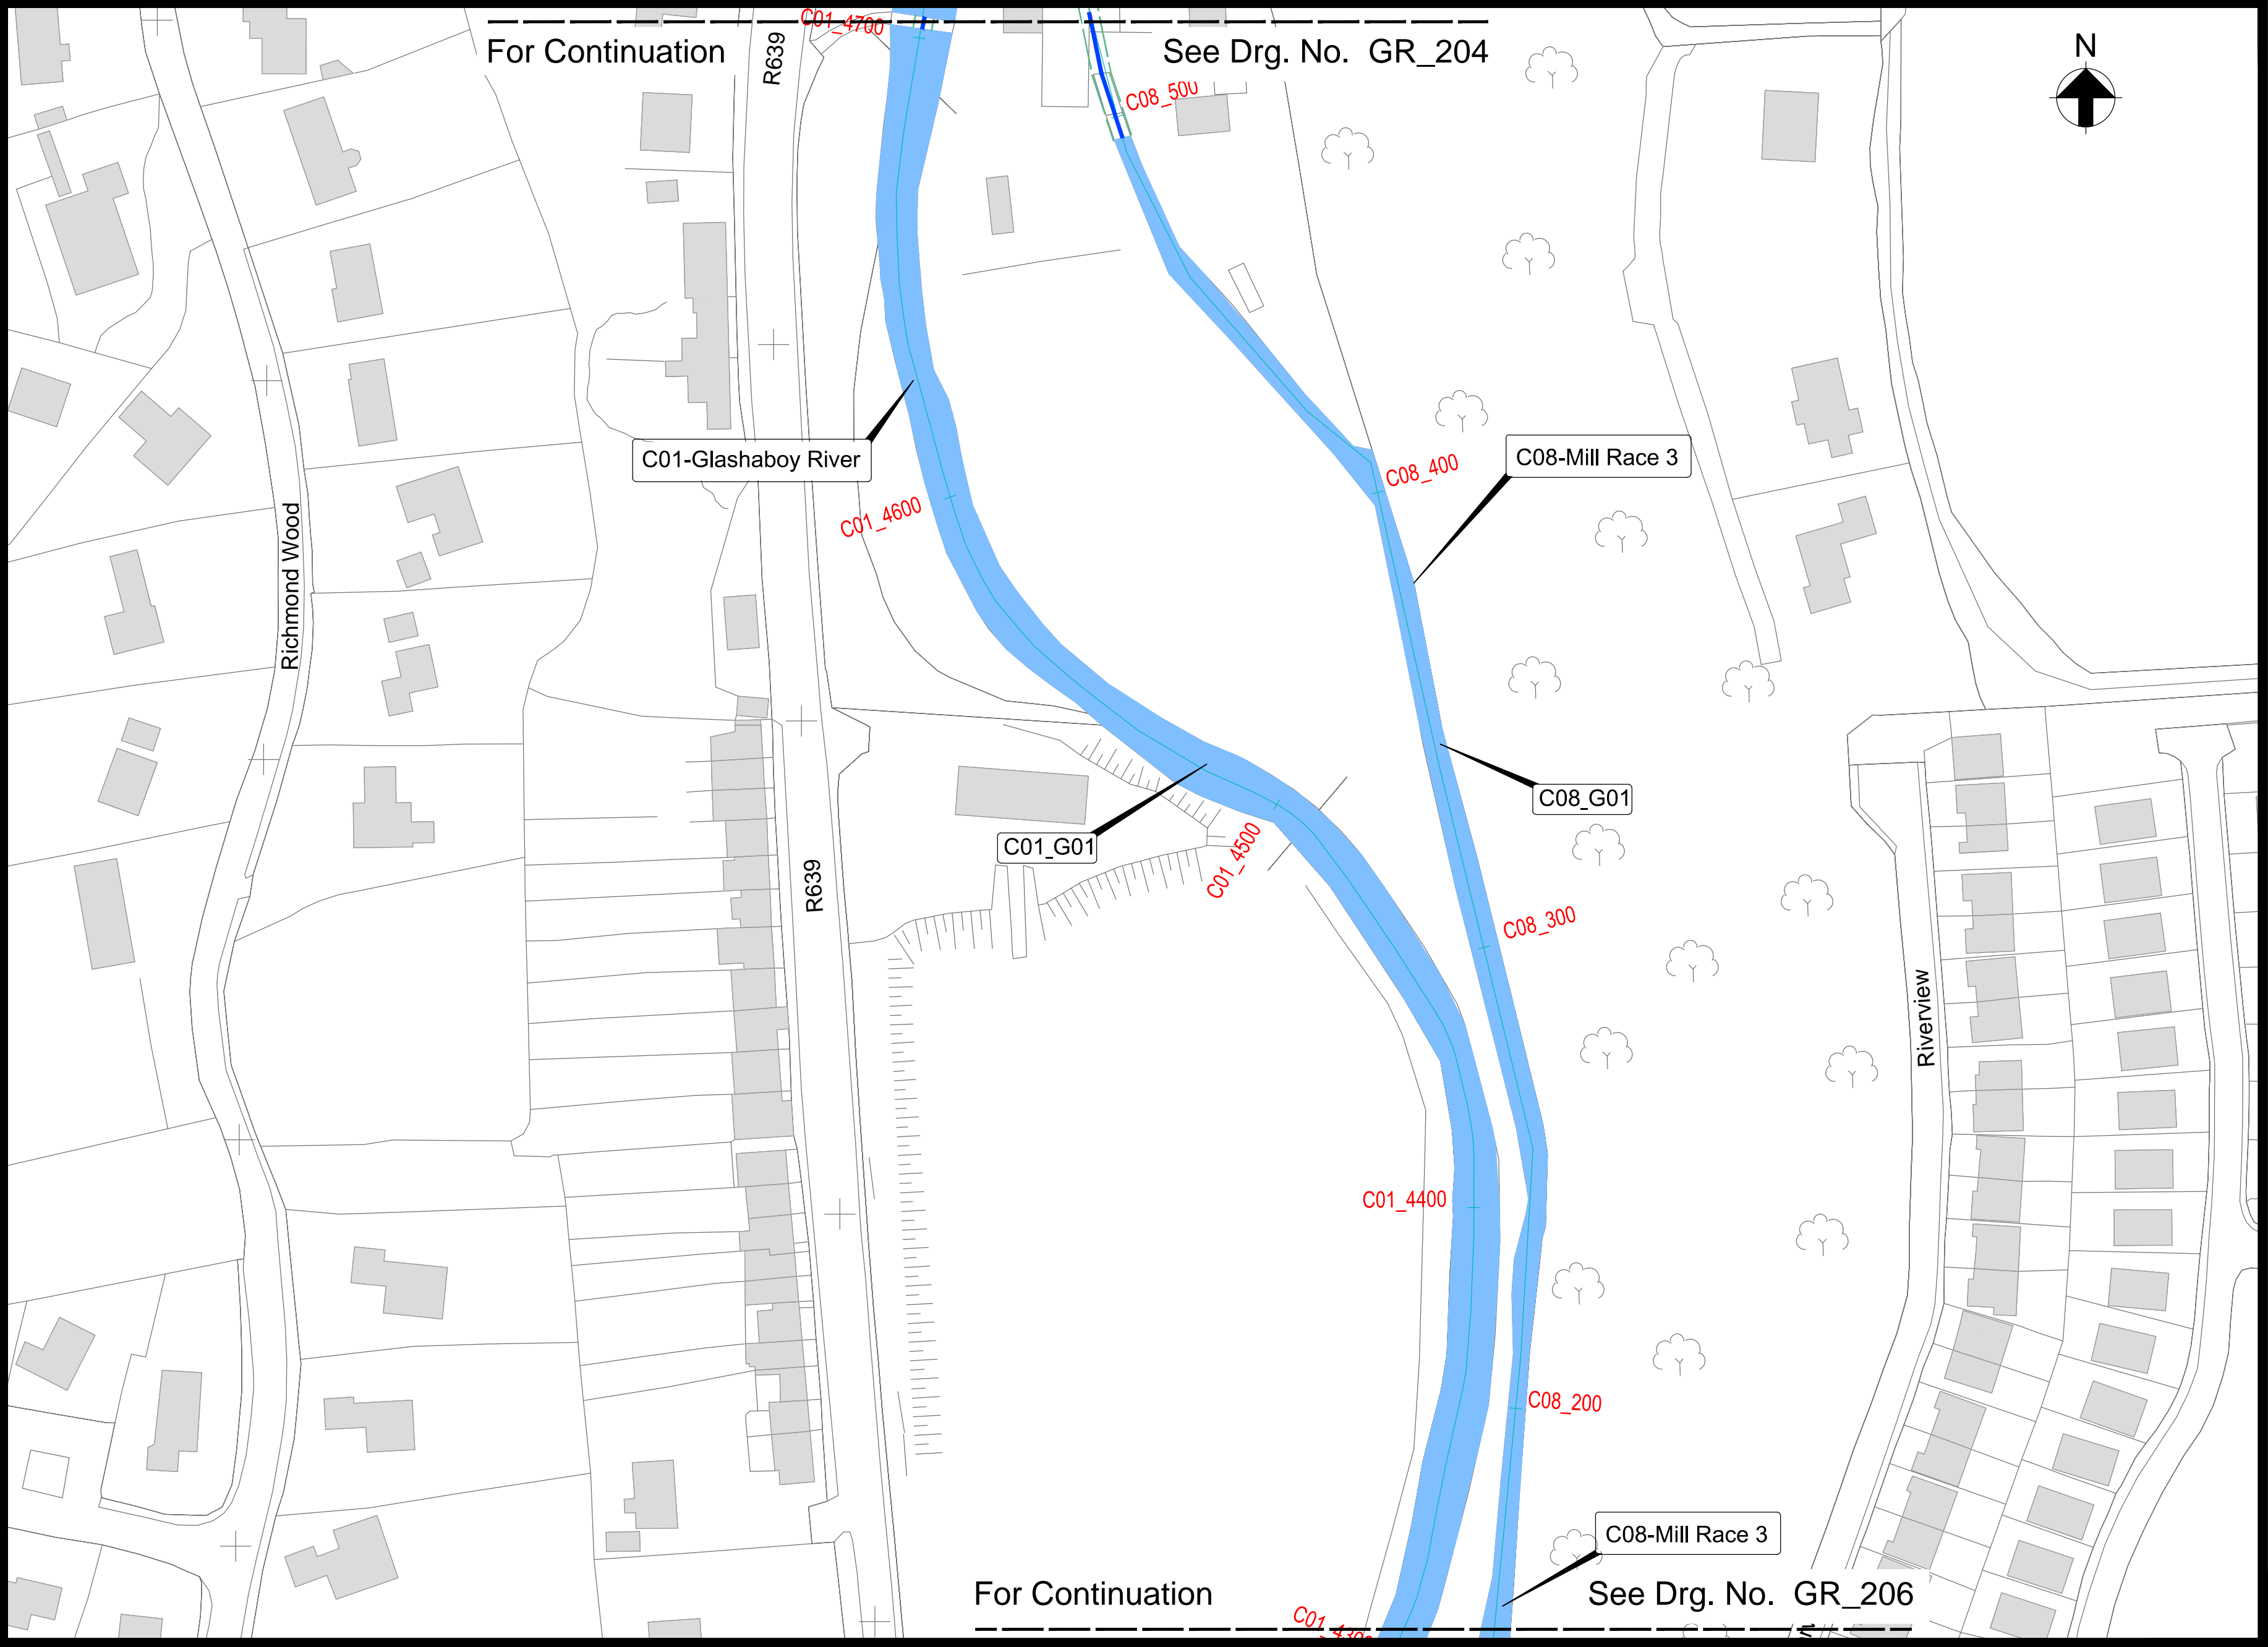 C01_4700
For Continuation
R639
See Drg. No. GR_204
N
C08_500
C01-Glashaboy River
C08-Mill Race 3
C08_400
C01_4600
Richmond Wood
C08_G01
C01_G01
C01_4500
R639
C08_300
Riverview
C01_4400
C08_200
C08-Mill Race 3
For Continuation
See Drg. No. GR_206